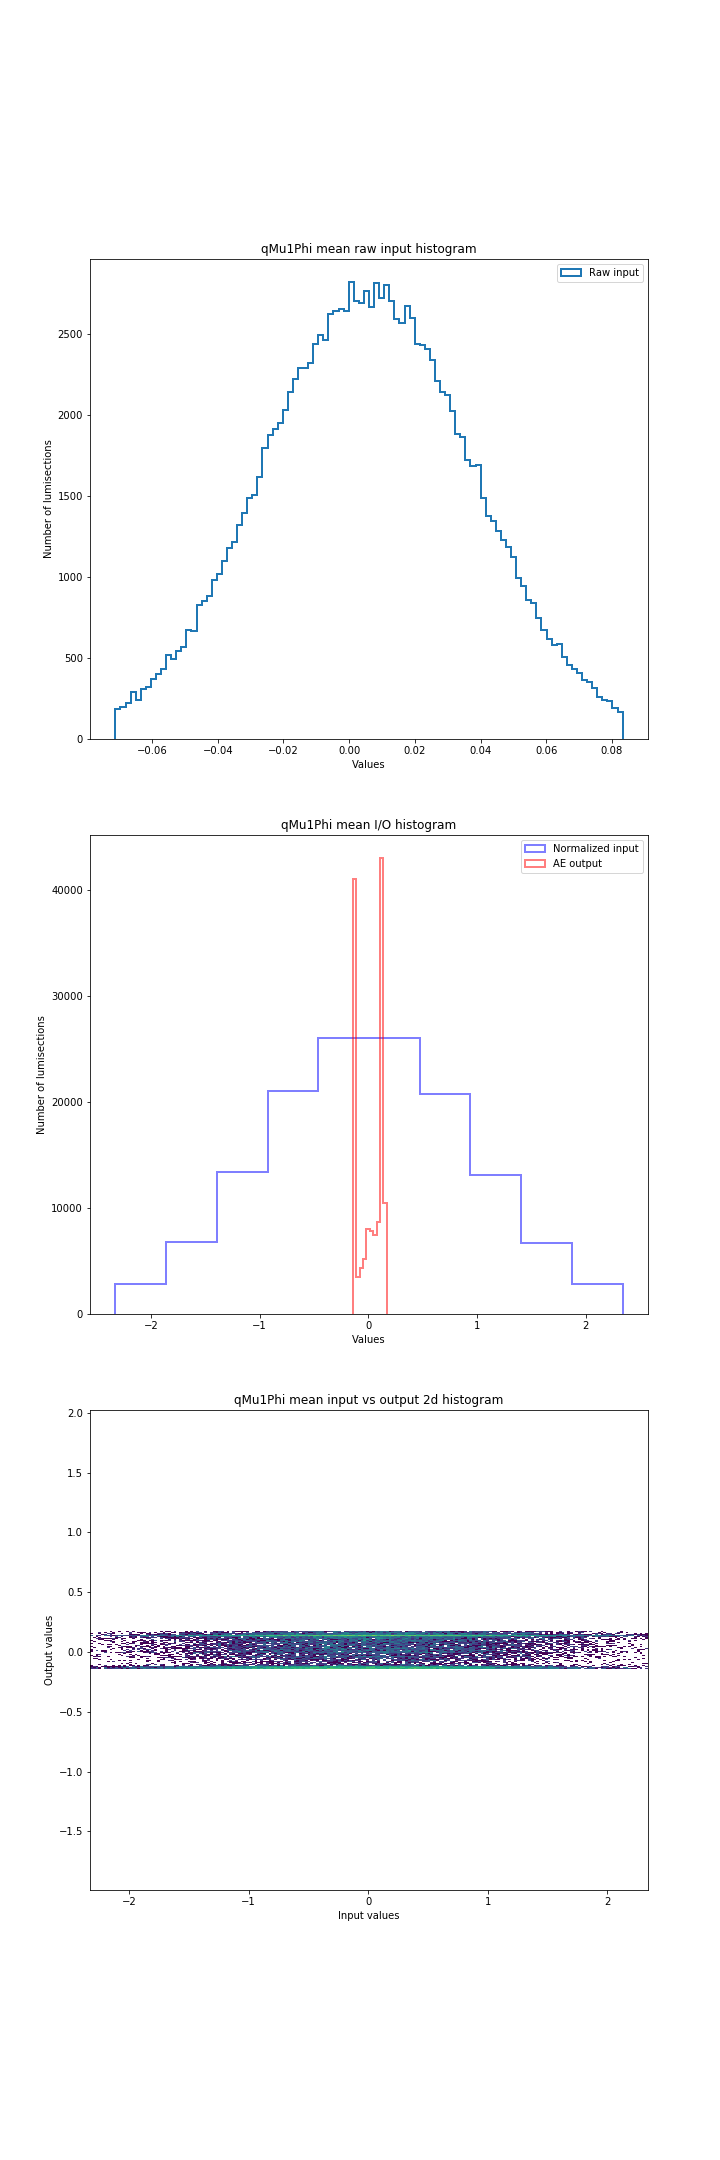 qMu1Phi mean raw input histogram
Raw input
2500
2000
1500
1000
500
0
Number of lumisections
−0.06 −0.04 −0.02 0.00 0.02 0.04 0.06 0.08
Values
qMu1Phi mean I/O histogram
Normalized input
AE output
40000
30000
20000
10000
0
Number of lumisections
−2 −1 0 1 2
Values
qMu1Phi mean input vs output 2d histogram
2.0
1.5
1.0
0.5
0.0
−0.5
−1.0
−1.5
Output values
−2 −1 0 1 2
Input values